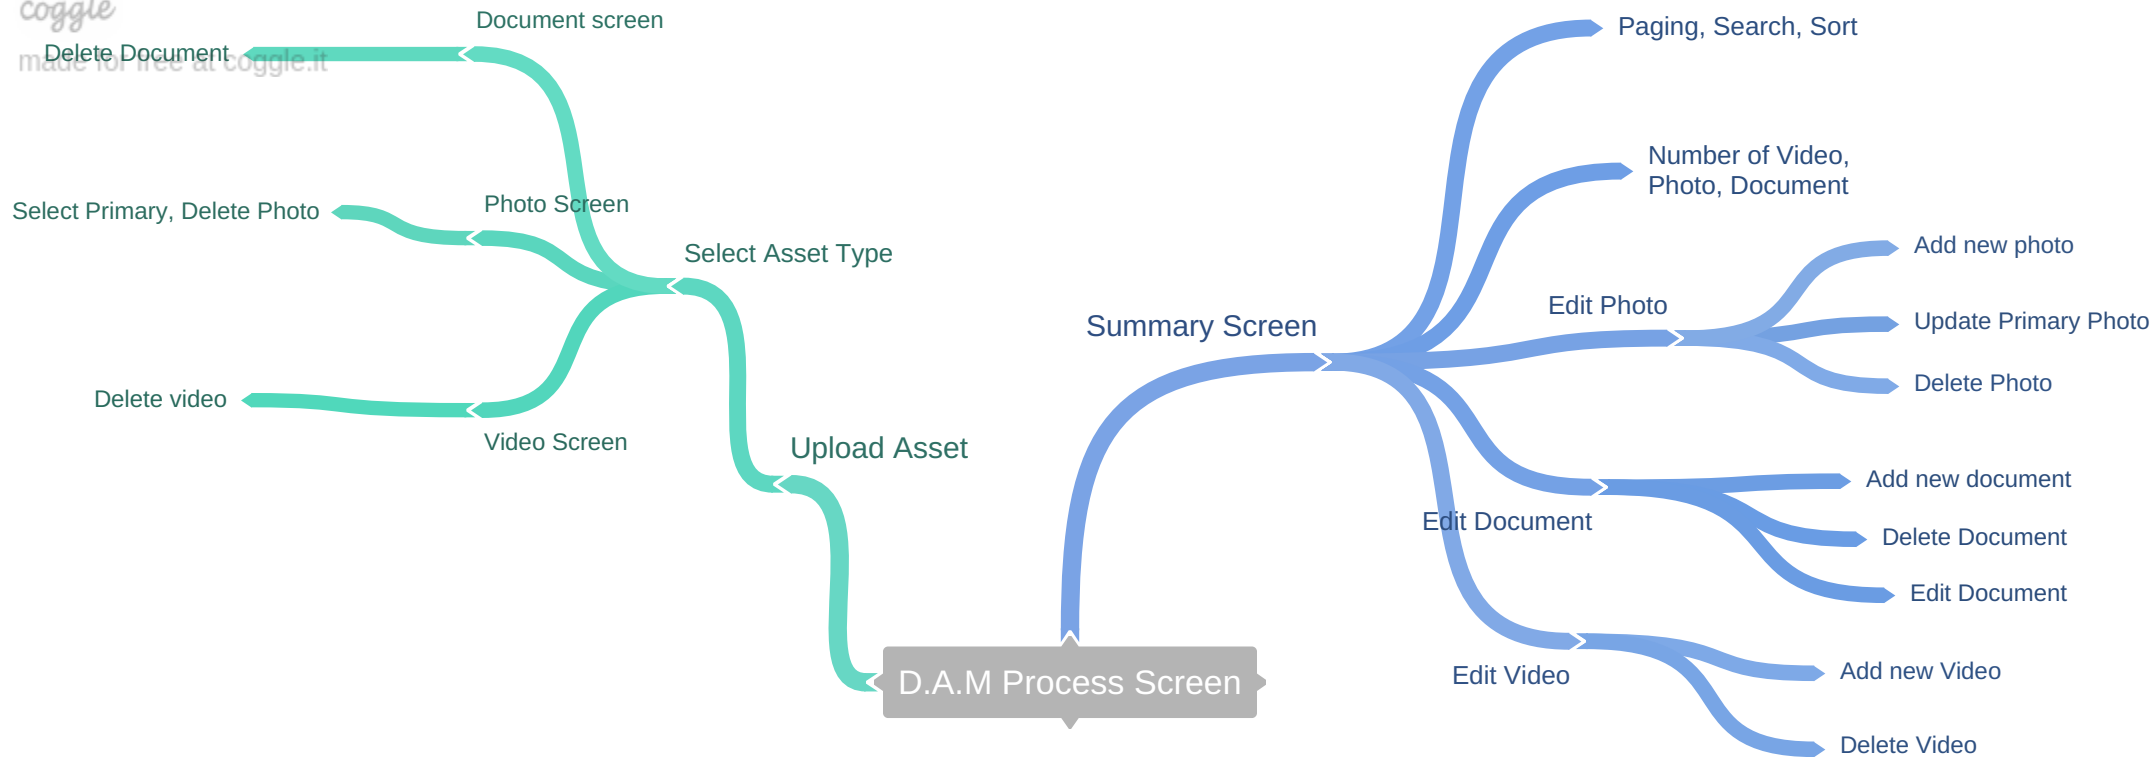 coggle
made for free at coggle.it
Document screen
Delete Document
Photo Screen
Select Primary, Delete Photo
Select Asset Type
Delete video
Video Screen
Upload Asset
D.A.M Process Screen
Summary Screen
Paging, Search, Sort
Number of Video,
Photo, Document
Edit Photo
Add new photo
Update Primary Photo
Delete Photo
Edit Document
Add new document
Delete Document
Edit Document
Edit Video
Add new Video
Delete Video